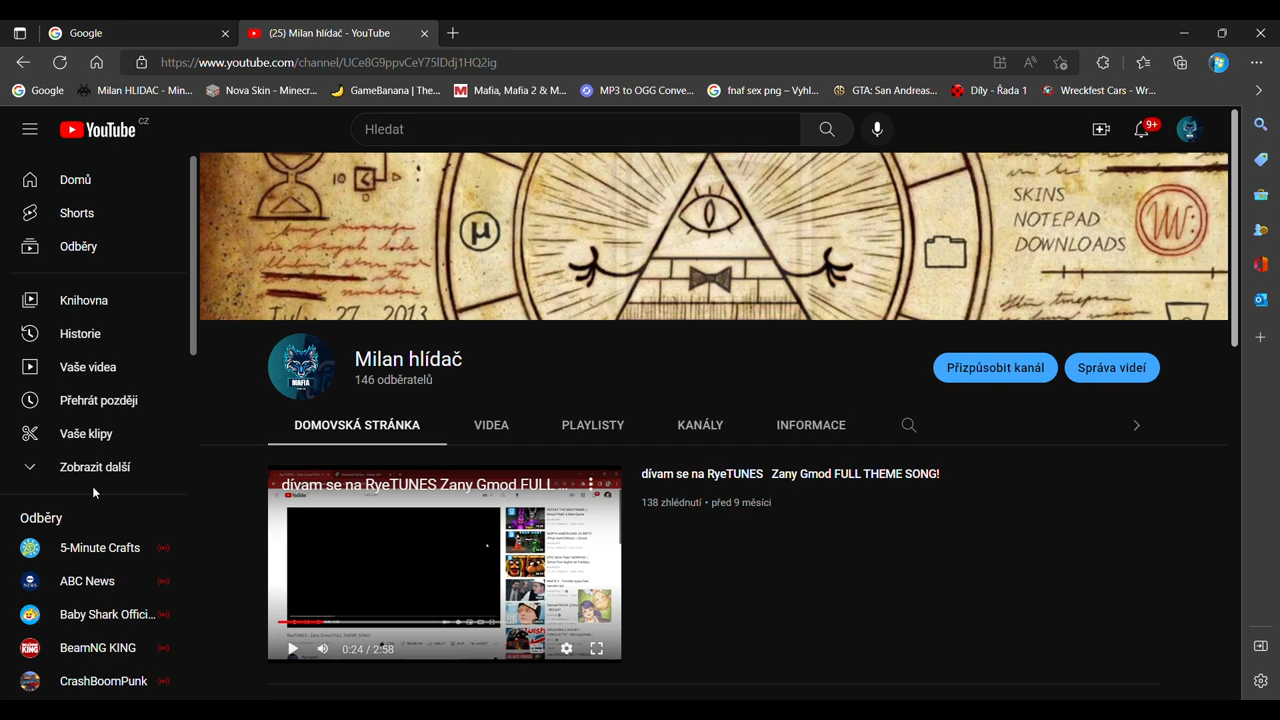 Google
(25) Milan hlídač - YouTube
https://www.youtube.com/channel/UCe8G9ppvCeY75lDdj1HQ2ig
Google
Milan HLIDAC - Min...
Nova Skin - Minecr...
GameBanana | The...
Mafia, Mafia 2 & M...
MP3 to OGG Conve...
fnaf sex png – Vyhl...
GTA: San Andreas...
Díly - Řada 1
Wreckfest Cars - Wr...
YouTube CZ
Hledat
9+
Domů
Shorts
Odběry
Knihovna
Historie
Vaše videa
Přehrát později
Vaše klipy
Zobrazit další
Odběry
5-Minute Crafts
ABC News
Baby Shark Offici...
BeamNG KING
CrashBoomPunk
10
μ
27 2013
SKINS
NOTEPAD
DOWNLOADS
MAFIA
Milan hlídač
146 odběratelů
Přizpůsobit kanál
Správa videí
DOMOVSKÁ STRÁNKA
VIDEA
PLAYLISTY
KANÁLY
INFORMACE
dívam se na RyeTUNES Zany Gmod FULL ...
0:24 / 2:58
dívam se na RyeTUNES Zany Gmod FULL THEME SONG!
138 zhlédnutí • před 9 měsíci